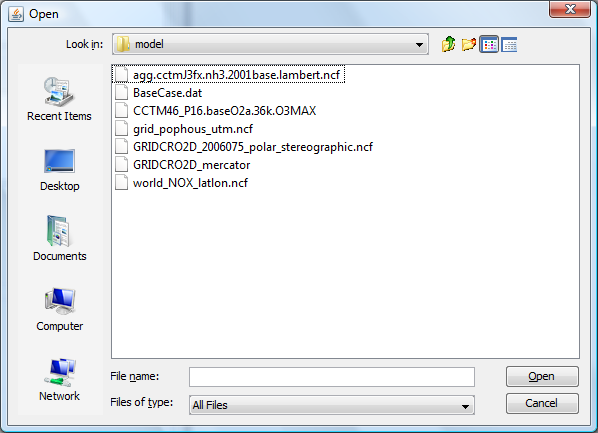 Open
Look in: model
agg.cctmJ3fx.nh3.2001base.lambert.ncf
BaseCase.dat
CCTM46_P16.baseO2a.36k.O3MAX
grid_pophous_utm.ncf
GRIDCRO2D_2006075_polar_stereographic.ncf
GRIDCRO2D_mercator
world_NOX_latlon.ncf
Recent Items
Desktop
Documents
Computer
Network
File name:
Open
Files of type: All Files
Cancel